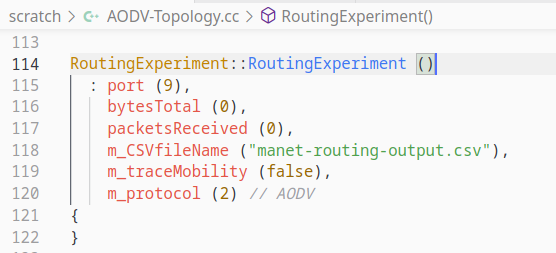 scratch > AODV-Topology.cc > RoutingExperiment()
113
114 RoutingExperiment::RoutingExperiment ()
115 : port (9),
116 bytesTotal (0),
117 packetsReceived (0),
118 m_CSVfileName ("manet-routing-output.csv"),
119 m_traceMobility (false),
120 m_protocol (2) // AODV
121 {
122 }